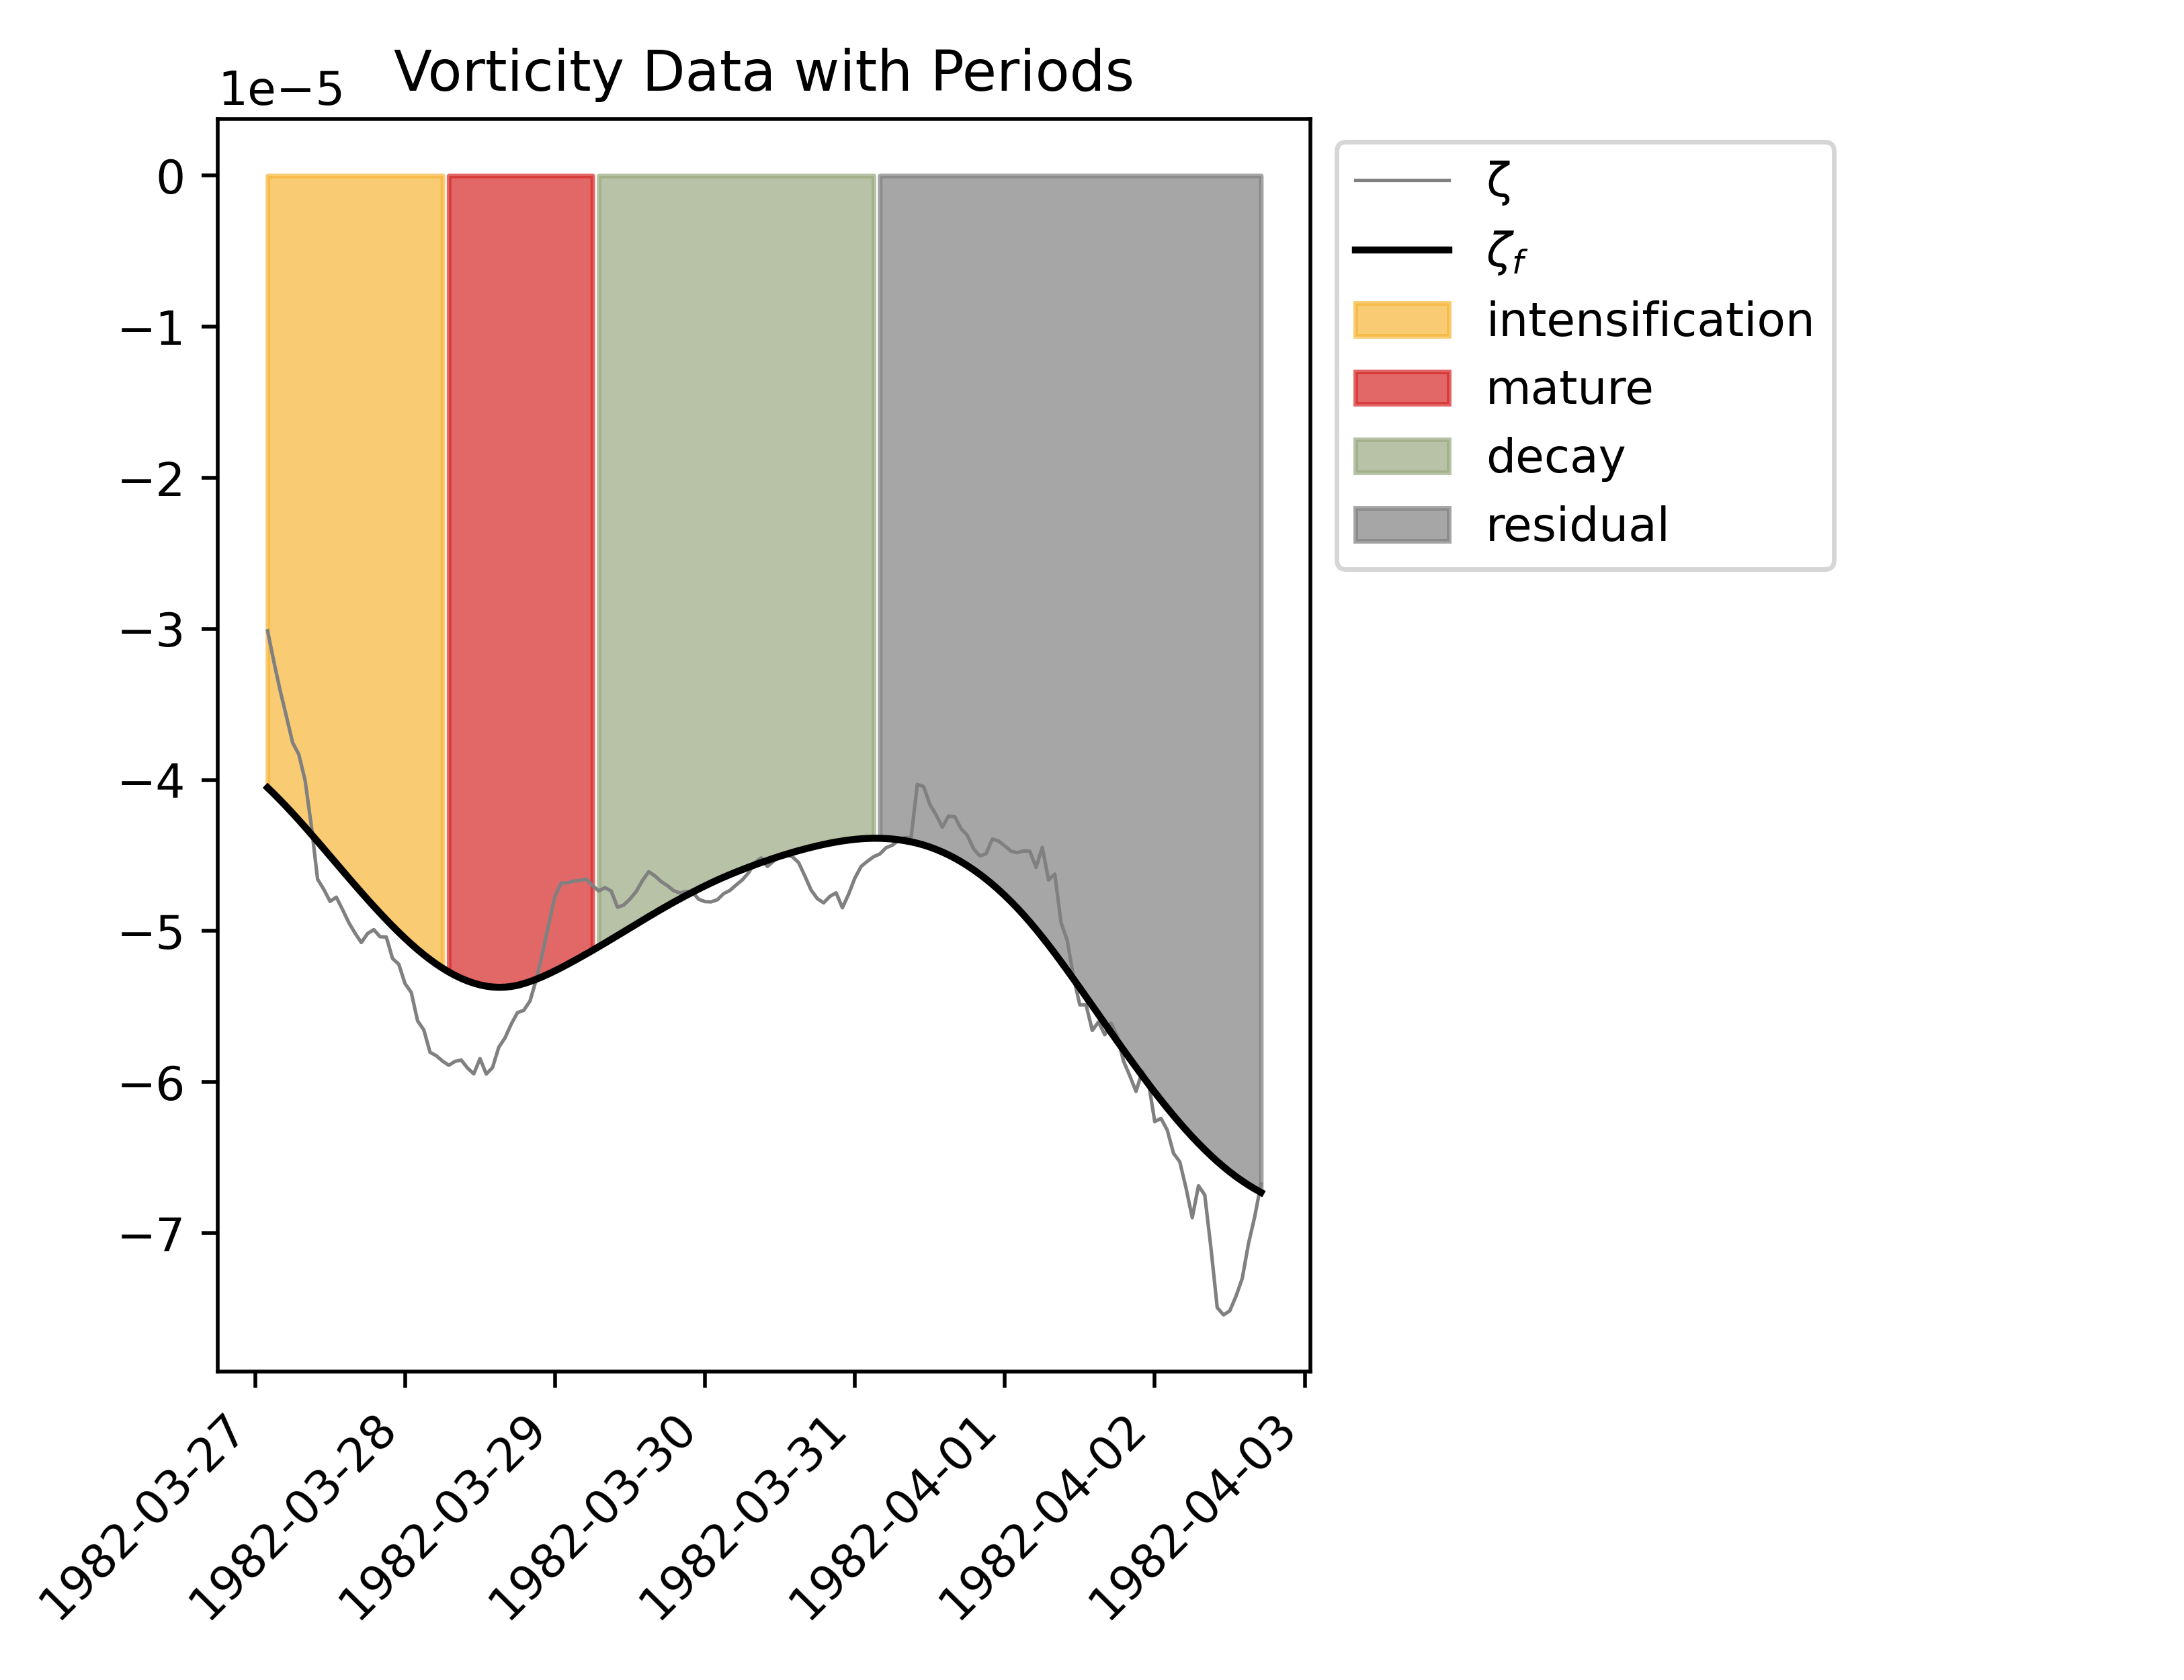 Vorticity Data with Periods
1e−5
0
−1
−2
−3
−4
−5
−6
−7
1982-03-27
1982-03-28
1982-03-29
1982-03-30
1982-03-31
1982-04-01
1982-04-02
1982-04-03
ζ
ζf
intensification
mature
decay
residual